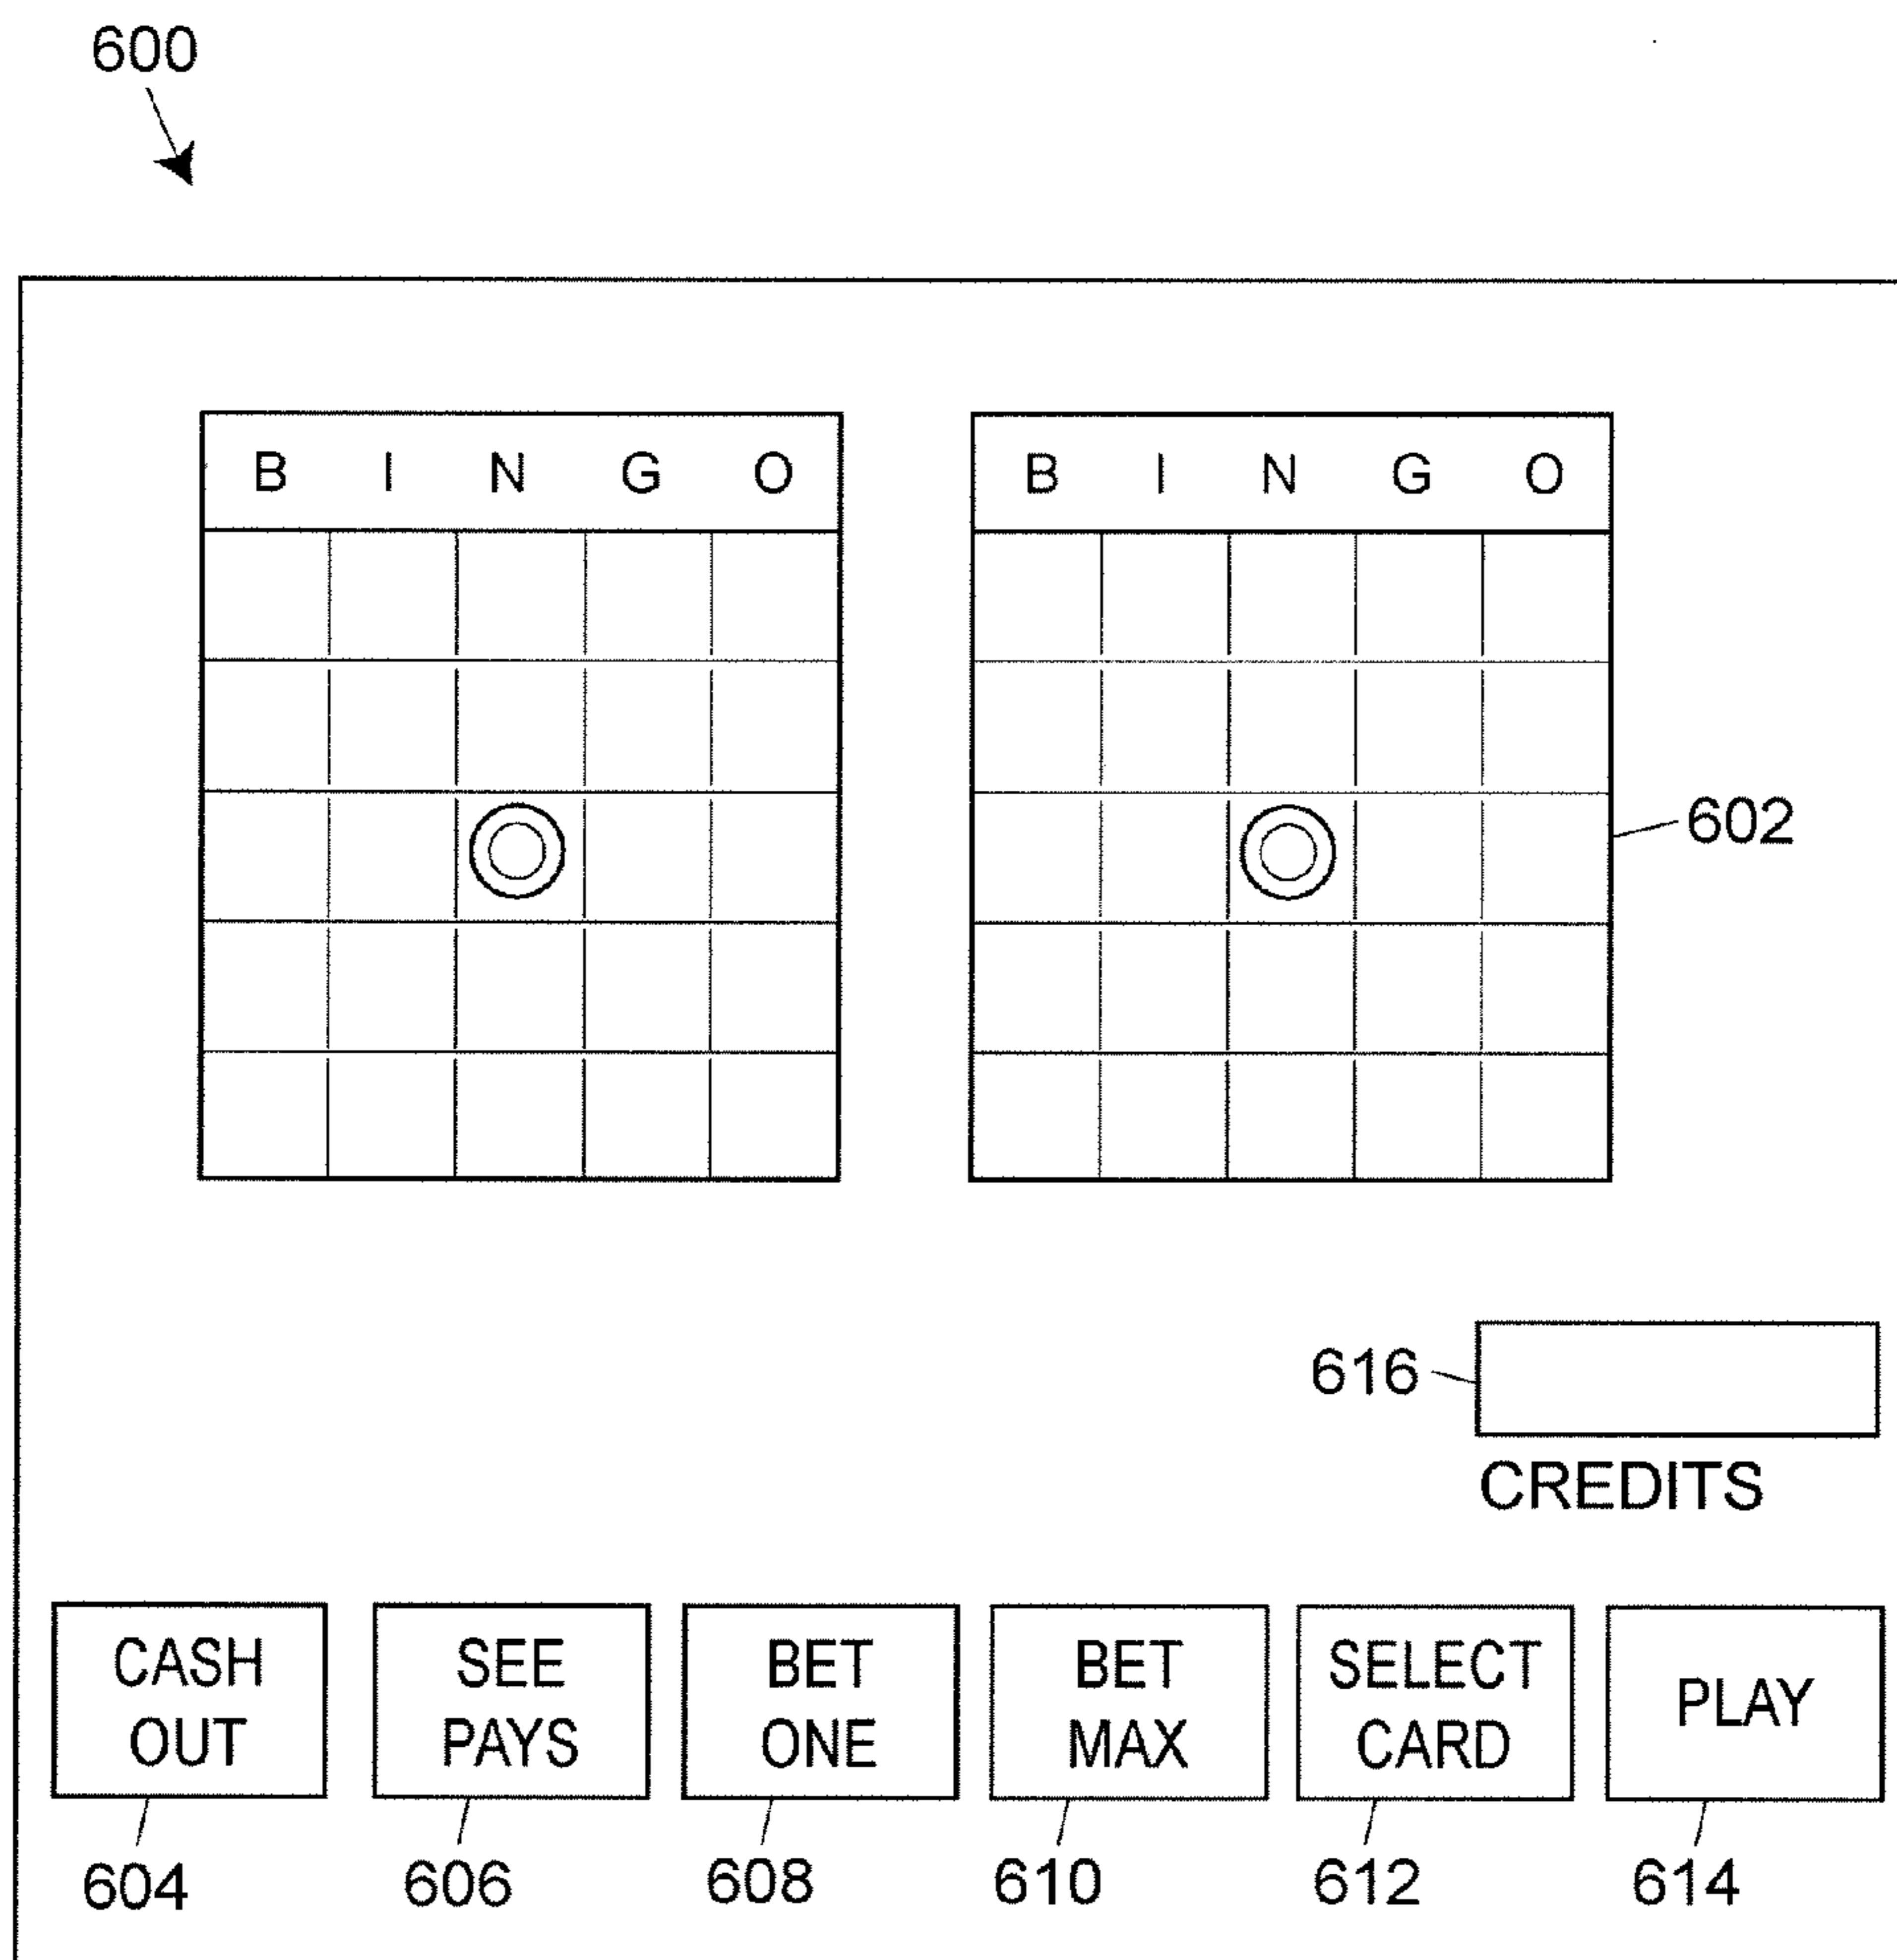 600
B I N G O
B I N G O
602
616
CREDITS
CASH
OUT
SEE
PAYS
BET
ONE
BET
MAX
SELECT
CARD
PLAY
604
606
608
610
612
614